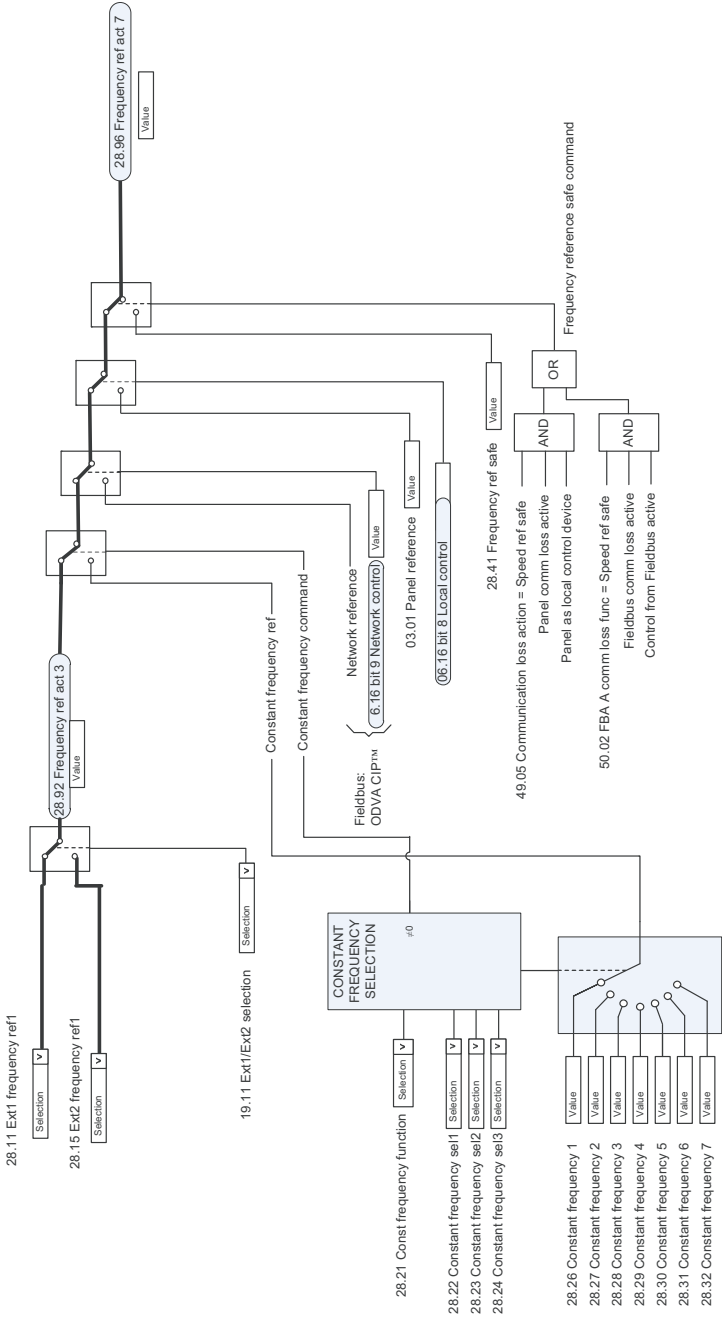 28.11 Ext1 frequency ref1
Selection
v
28.15 Ext2 frequency ref1
Selection
v
19.11 Ext1/Ext2 selection
Selection
v
28.92 Frequency ref act 3
Value
28.96 Frequency ref act 7
Value
28.21 Const frequency function
Selection
v
28.22 Constant frequency sel1
Selection
v
28.23 Constant frequency sel2
Selection
v
28.24 Constant frequency sel3
Selection
v
CONSTANT
FREQUENCY
SELECTION
≠0
28.26 Constant frequency 1
Value
28.27 Constant frequency 2
Value
28.28 Constant frequency 3
Value
28.29 Constant frequency 4
Value
28.30 Constant frequency 5
Value
28.31 Constant frequency 6
Value
28.32 Constant frequency 7
Value
Constant frequency ref
Constant frequency command
Fieldbus:
ODVA CIP™
Network reference
6.16 bit 9 Network control
Value
03.01 Panel reference
Value
06.16 bit 8 Local control
28.41 Frequency ref safe
Value
49.05 Communication loss action = Speed ref safe
Panel comm loss active
Panel as local control device
AND
50.02 FBA A comm loss func = Speed ref safe
Fieldbus comm loss active
Control from Fieldbus active
AND
OR
Frequency reference safe command